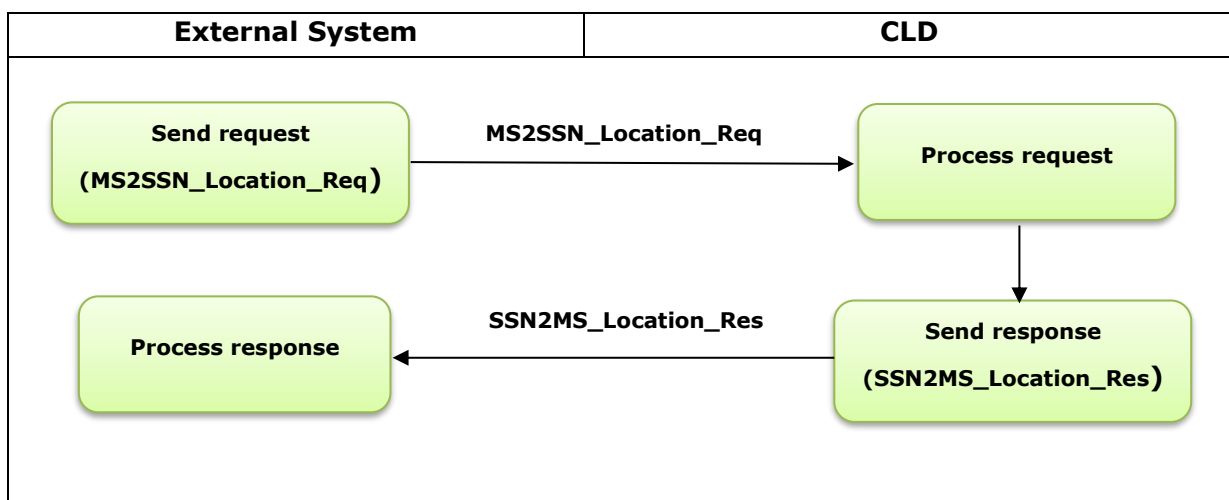 External System
CLD
Send request
(MS2SSN_Location_Req)
MS2SSN_Location_Req
Process request
Process response
SSN2MS_Location_Res
Send response
(SSN2MS_Location_Res)